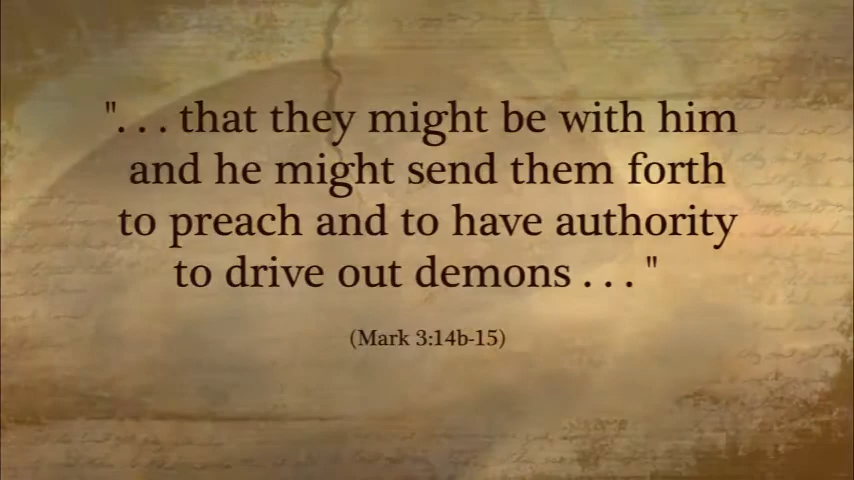 ". . . that they might be with him
and he might send them forth
to preach and to have authority
to drive out demons . . . "
(Mark 3:14b-15)